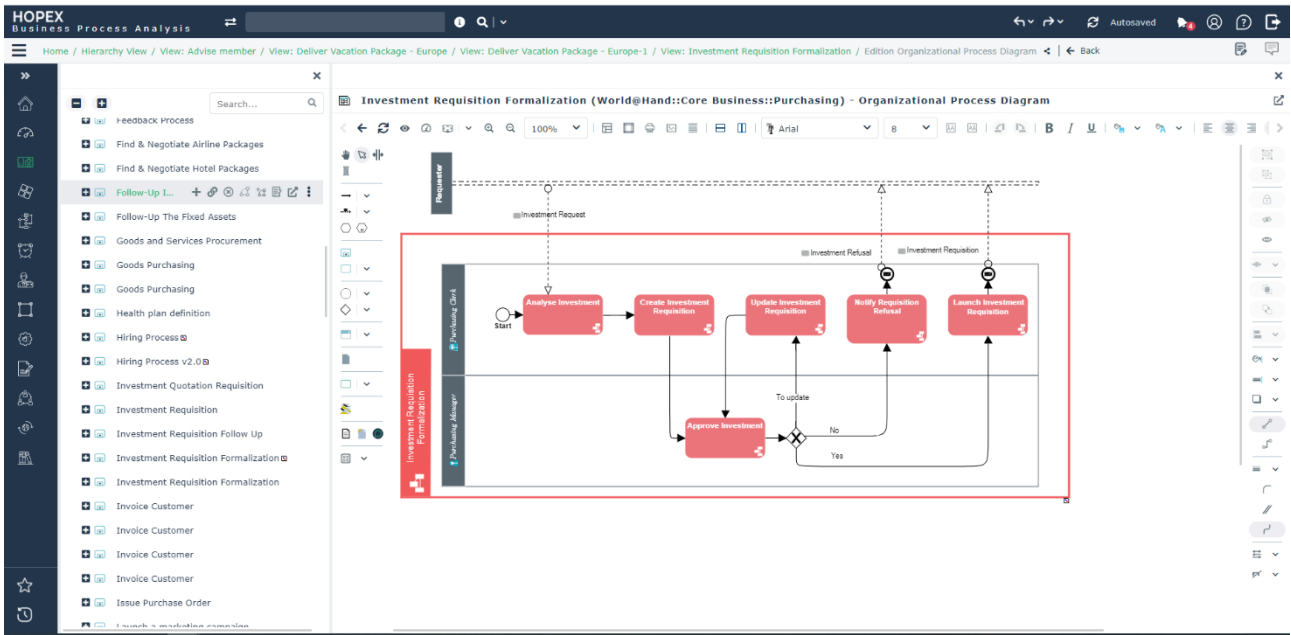 HOPEX
Business Process Analysis
Autosaved
4
Home / Hierarchy View / View: Advise member / View: Deliver Vacation Package - Europe / View: Deliver Vacation Package - Europe-1 / View: Investment Requisition Formalization / Edition Organizational Process Diagram
Back
Search...
Feedback Process
Find & Negotiate Airline Packages
Find & Negotiate Hotel Packages
Follow-Up I...
Follow-Up The Fixed Assets
Goods and Services Procurement
Goods Purchasing
Goods Purchasing
Health plan definition
Hiring Process
Hiring Process v2.0
Investment Quotation Requisition
Investment Requisition
Investment Requisition Follow Up
Investment Requisition Formalization
Investment Requisition Formalization
Invoice Customer
Invoice Customer
Invoice Customer
Invoice Customer
Issue Purchase Order
Launch a marketing campaign
Investment Requisition Formalization (World@Hand::Core Business::Purchasing) - Organizational Process Diagram
100%
Arial
8
B I U
Requester
Investment Request
Investment Refusal
Investment Requisition
Investment Requisition
Formalization
Purchasing Clerk
Start
Analyse Investment
Create Investment
Requisition
Update Investment
Requisition
Notify Requisition
Refusal
Launch Investment
Requisition
Purchasing Manager
Approve Investment
To update
No
Yes